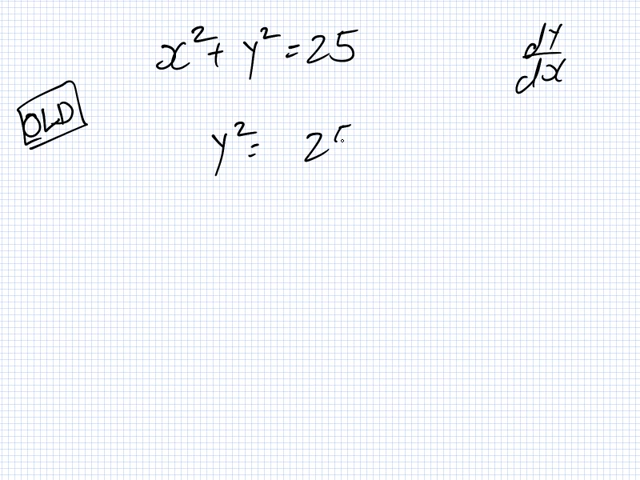 x² + y² = 25
dy/dx
OLD
y² = 2